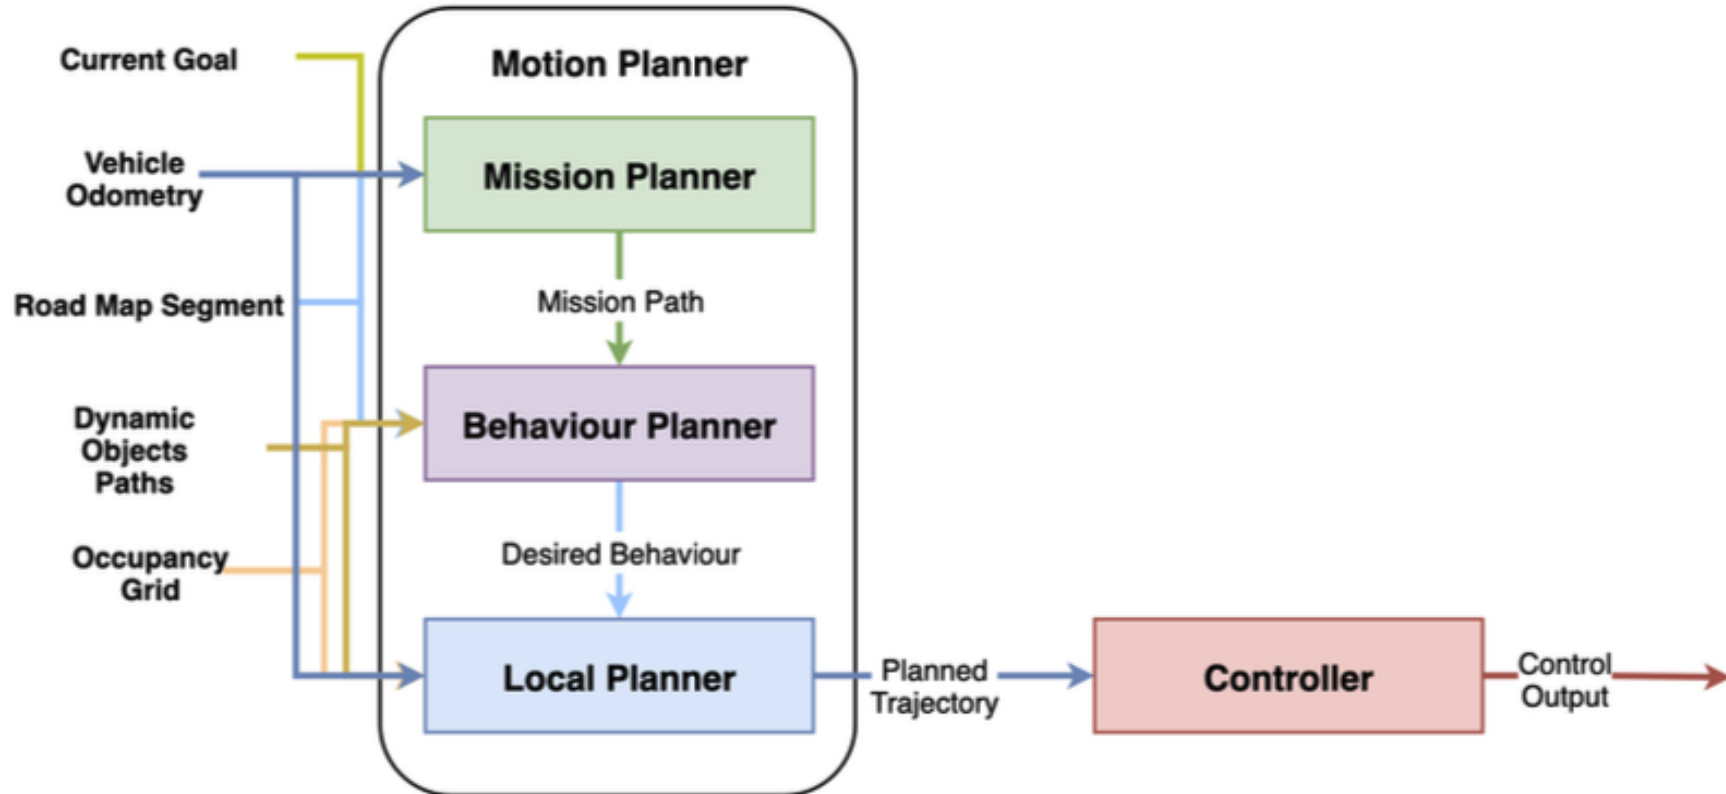 Current Goal
Vehicle
Odometry
Road Map Segment
Dynamic
Objects
Paths
Occupancy
Grid
Motion Planner
Mission Planner
Mission Path
Behaviour Planner
Desired Behaviour
Local Planner
Planned
Trajectory
Controller
Control
Output